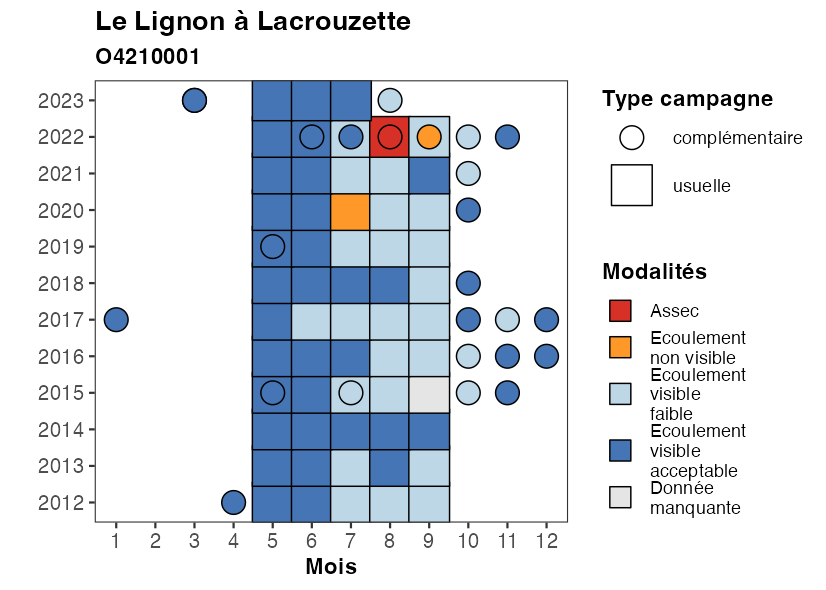 Le Lignon à Lacrouzette
O4210001
2023
2022
2021
2020
2019
2018
2017
2016
2015
2014
2013
2012
1 2 3 4 5 6 7 8 9 10 11 12
Mois
Type campagne
complémentaire
usuelle
Modalités
Assec
Ecoulement
non visible
Ecoulement
visible
faible
Ecoulement
visible
acceptable
Donnée
manquante